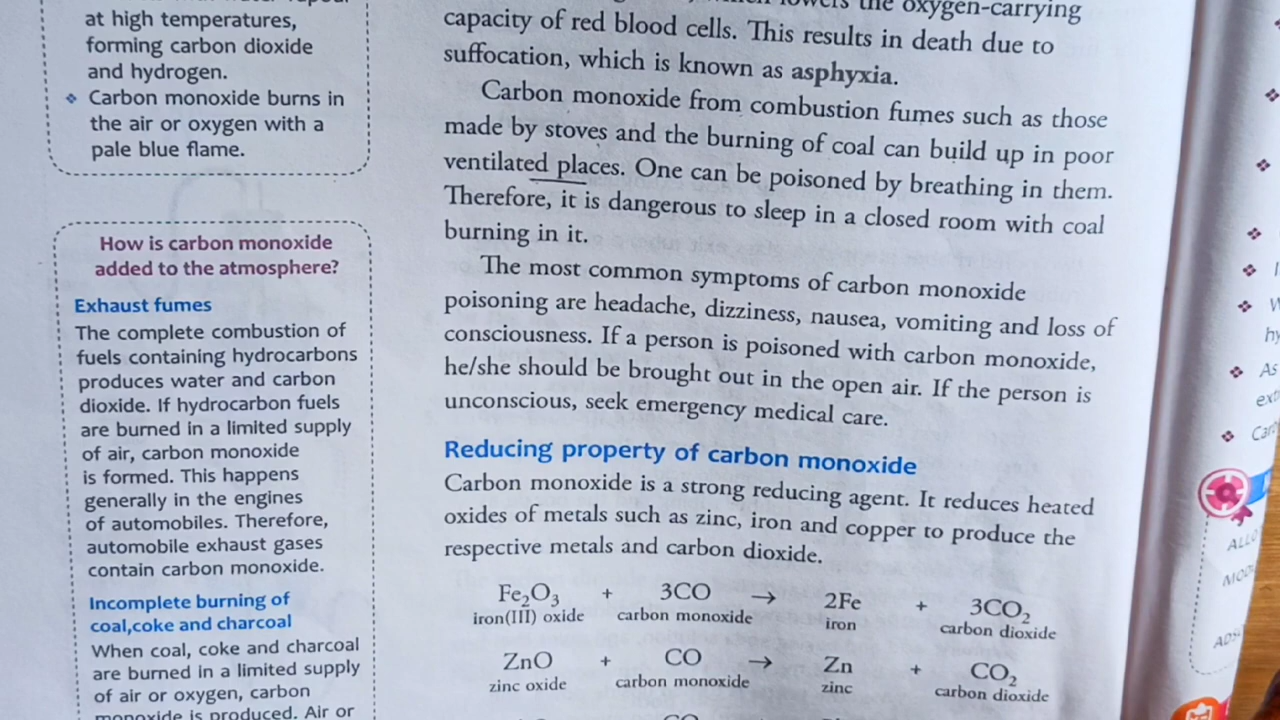 at high temperatures,
forming carbon dioxide
and hydrogen.
❖ Carbon monoxide burns in
the air or oxygen with a
pale blue flame.
How is carbon monoxide
added to the atmosphere?
Exhaust fumes
The complete combustion of
fuels containing hydrocarbons
produces water and carbon
dioxide. If hydrocarbon fuels
are burned in a limited supply
of air, carbon monoxide
is formed. This happens
generally in the engines
of automobiles. Therefore,
automobile exhaust gases
contain carbon monoxide.
Incomplete burning of
coal,coke and charcoal
When coal, coke and charcoal
are burned in a limited supply
of air or oxygen, carbon
monoxide is produced. Air or
lowers the oxygen-carrying
capacity of red blood cells. This results in death due to
suffocation, which is known as asphyxia.
Carbon monoxide from combustion fumes such as those
made by stoves and the burning of coal can build up in poor
ventilated places. One can be poisoned by breathing in them.
Therefore, it is dangerous to sleep in a closed room with coal
burning in it.
The most common symptoms of carbon monoxide
poisoning are headache, dizziness, nausea, vomiting and loss of
consciousness. If a person is poisoned with carbon monoxide,
he/she should be brought out in the open air. If the person is
unconscious, seek emergency medical care.
Reducing property of carbon monoxide
Carbon monoxide is a strong reducing agent. It reduces heated
oxides of metals such as zinc, iron and copper to produce the
respective metals and carbon dioxide.
Fe₂O₃ + 3CO → 2Fe + 3CO₂
iron(III) oxide carbon monoxide iron carbon dioxide
ZnO + CO → Zn + CO₂
zinc oxide carbon monoxide zinc carbon dioxide
CO
As